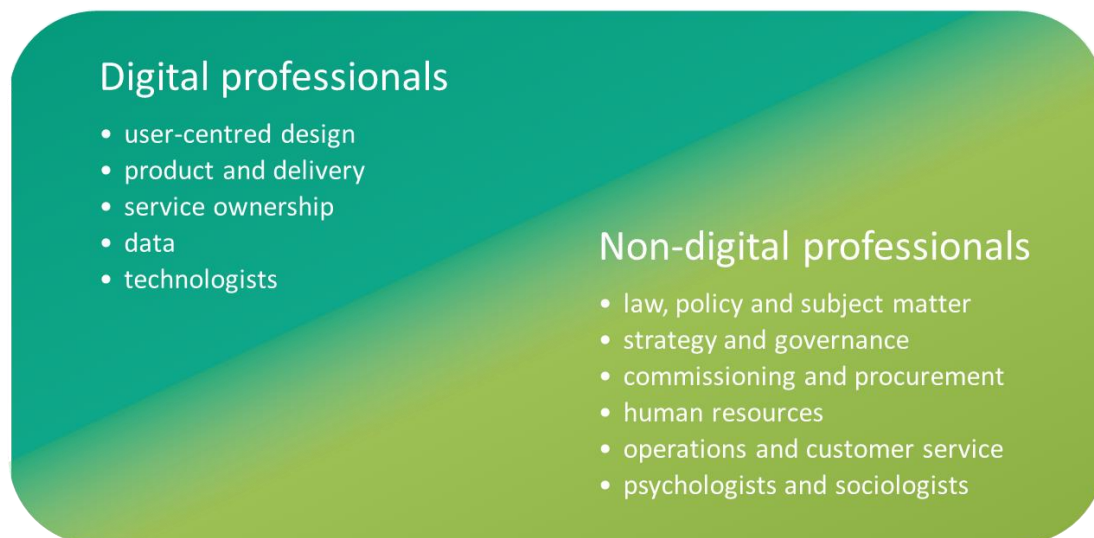 Digital professionals
• user-centred design
• product and delivery
• service ownership
• data
• technologists
Non-digital professionals
• law, policy and subject matter
• strategy and governance
• commissioning and procurement
• human resources
• operations and customer service
• psychologists and sociologists